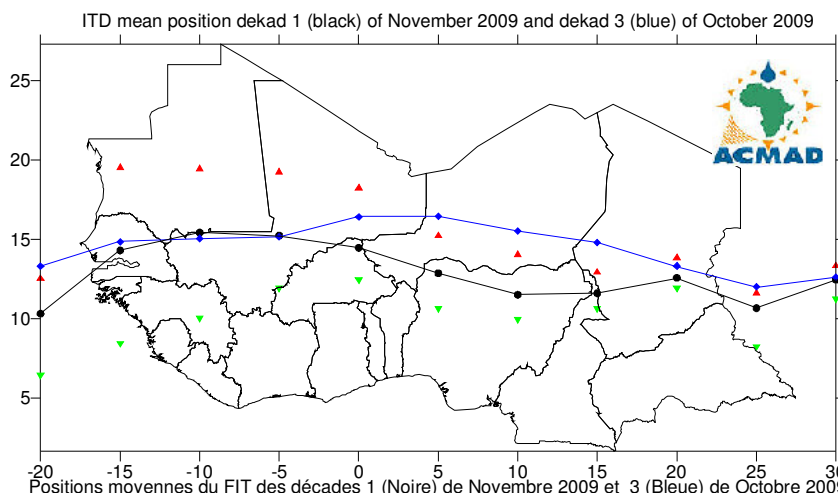 ITD mean position dekad 1 (black) of November 2009 and dekad 3 (blue) of October 2009
25
20
15
10
5
ACMAD
-20 -15 -10 -5 0 5 10 15 20 25 30
Positions moyennes du FIT des décades 1 (Noire) de Novembre 2009 et 3 (Bleue) de Octobre 200